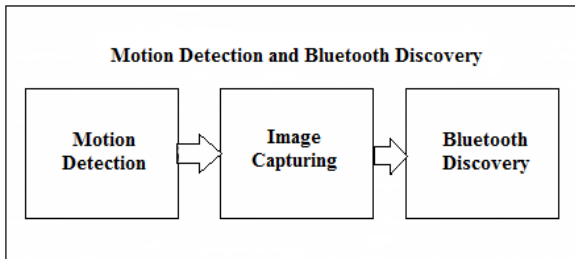 Motion Detection and Bluetooth Discovery
Motion
Detection
Image
Capturing
Bluetooth
Discovery